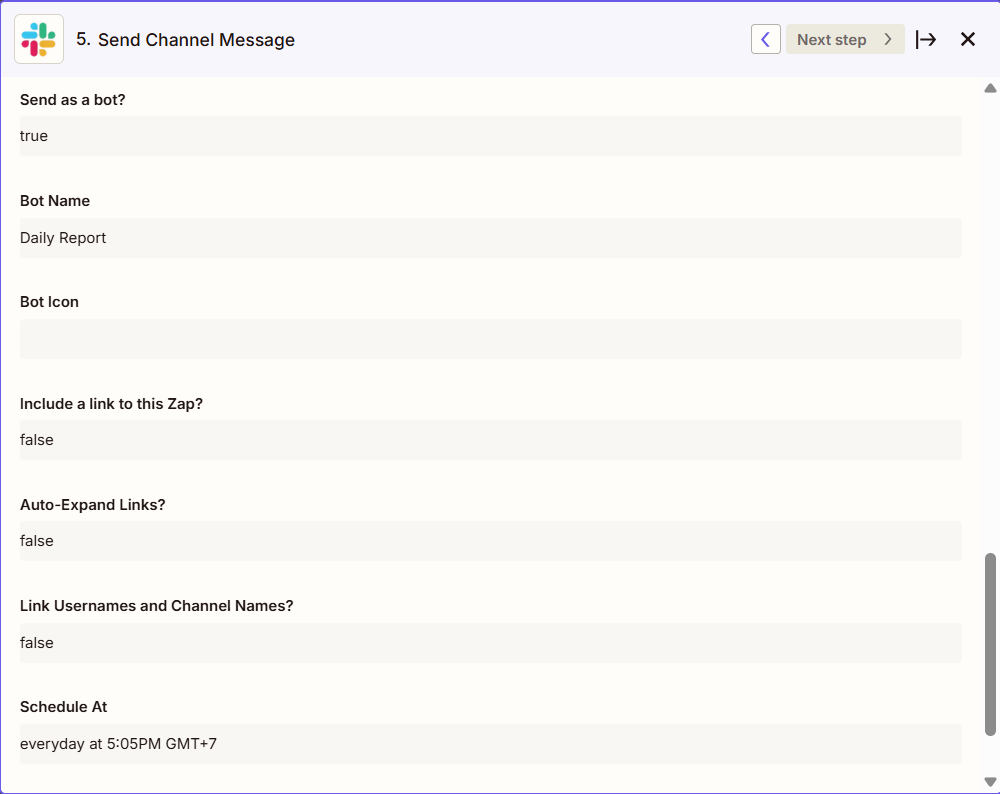 5. Send Channel Message
Next step
Send as a bot?
true
Bot Name
Daily Report
Bot Icon
Include a link to this Zap?
false
Auto-Expand Links?
false
Link Usernames and Channel Names?
false
Schedule At
everyday at 5:05PM GMT+7